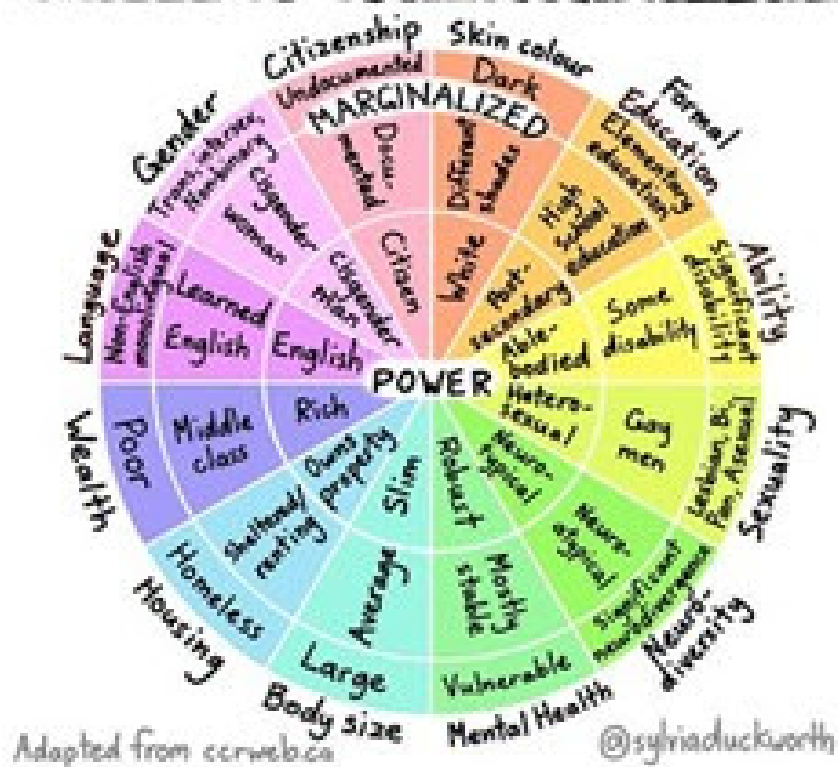 Citizenship
Undocumented
Docu-
mented
Citizen
Skin colour
Dark
Different
shades
White
Formal
Education
Elementary
education
High
school
education
Post-
secondary
Ability
Significant
disability
Some
disability
Able-
bodied
Sexuality
Lesbian, Bi,
Pan, Asexual
Gay
men
Hetero-
sexual
Neuro-
diversity
Significant
neurodivergence
Neuro-
atypical
Neuro-
typical
Mental Health
Vulnerable
Mostly
stable
Robust
Body size
Large
Average
Slim
Housing
Homeless
Sheltered/
renting
Owns
property
Wealth
Poor
Middle
class
Rich
Language
Non-English
monolingual
Learned
English
English
Gender
Trans, intersex,
Nonbinary
Cisgender
woman
Cisgender
man
MARGINALIZED
POWER
Adapted from ccrweb.ca
@sylviaduckworth